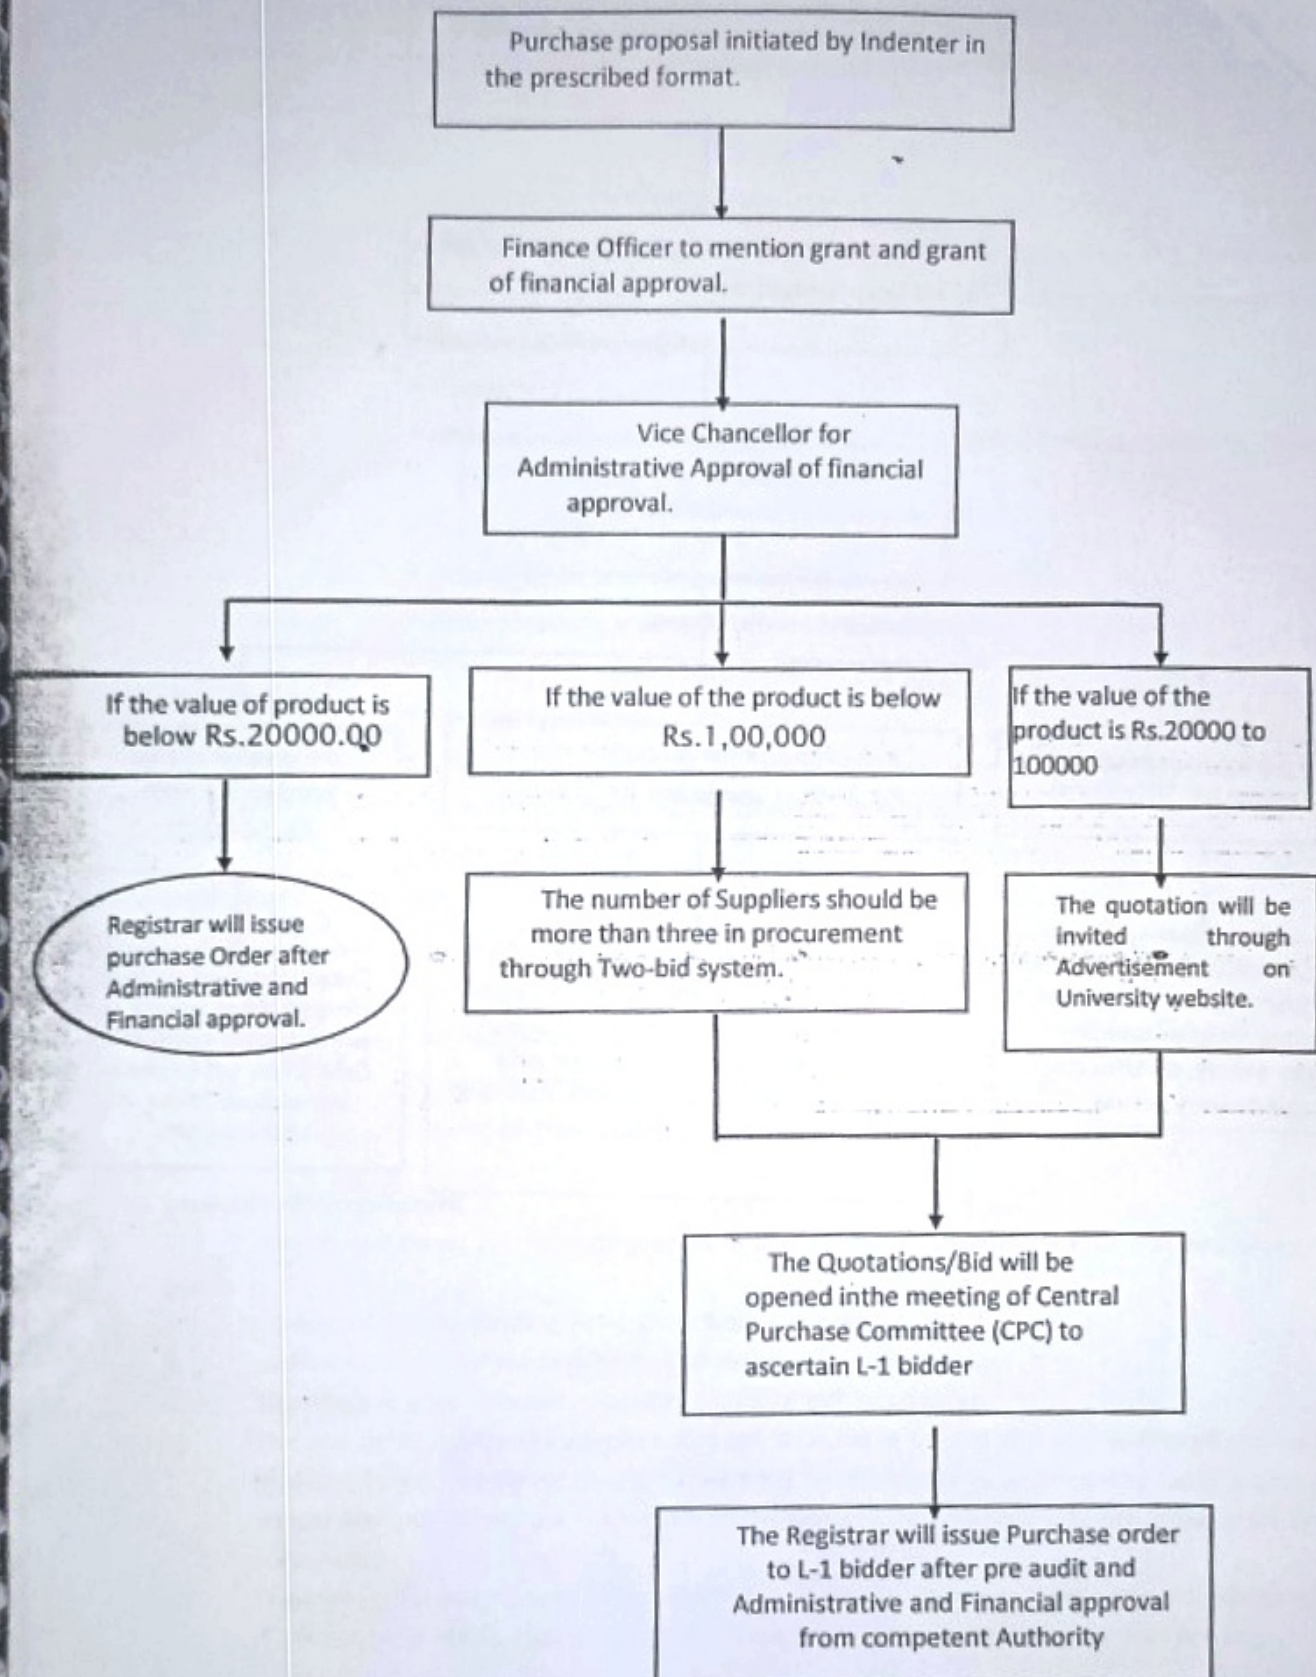 Purchase proposal initiated by Indenter in
the prescribed format.
Finance Officer to mention grant and grant
of financial approval.
Vice Chancellor for
Administrative Approval of financial
approval.
If the value of product is
below Rs.20000.00
If the value of the product is below
Rs.1,00,000
If the value of the
product is Rs.20000 to
100000
Registrar will issue
purchase Order after
Administrative and
Financial approval.
The number of Suppliers should be
more than three in procurement
through Two-bid system.
The quotation will be
invited through
Advertisement on
University website.
The Quotations/Bid will be
opened inthe meeting of Central
Purchase Committee (CPC) to
ascertain L-1 bidder
The Registrar will issue Purchase order
to L-1 bidder after pre audit and
Administrative and Financial approval
from competent Authority